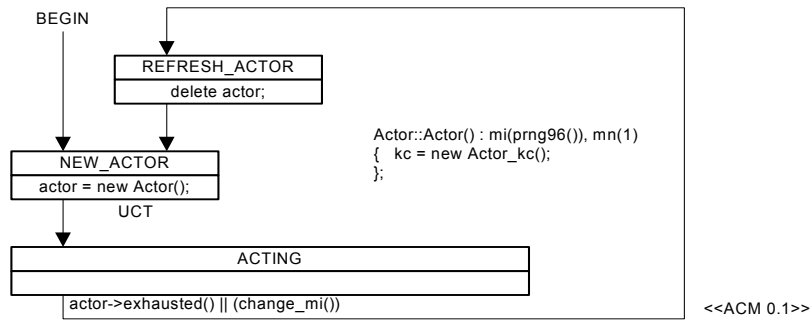 BEGIN
REFRESH_ACTOR
delete actor;
Actor::Actor() : mi(prng96()), mn(1)
{ kc = new Actor_kc();
};
NEW_ACTOR
actor = new Actor();
UCT
ACTING
actor->exhausted() || (change_mi())
<<ACM 0.1>>